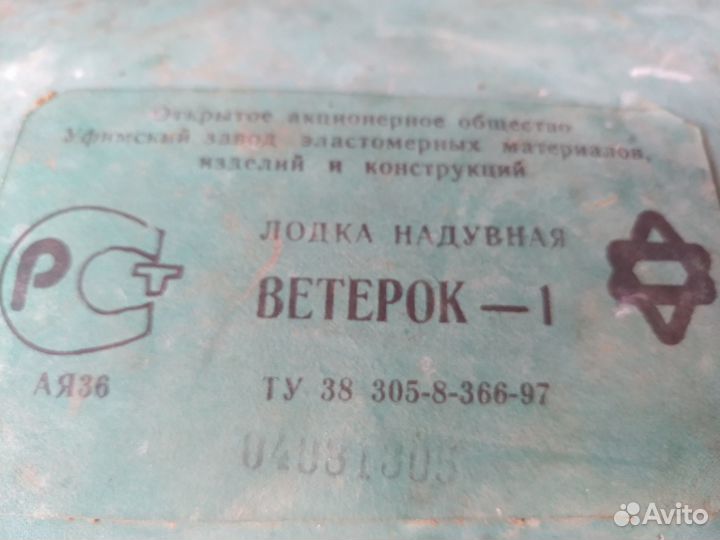 Открытое акционерное общество
Уфимский завод эластомерных материалов,
изделий и конструкций
РСТ
ЛОДКА НАДУВНАЯ
ВЕТЕРОК — 1
АЯ36
ТУ 38 305-8-366-97
Avito